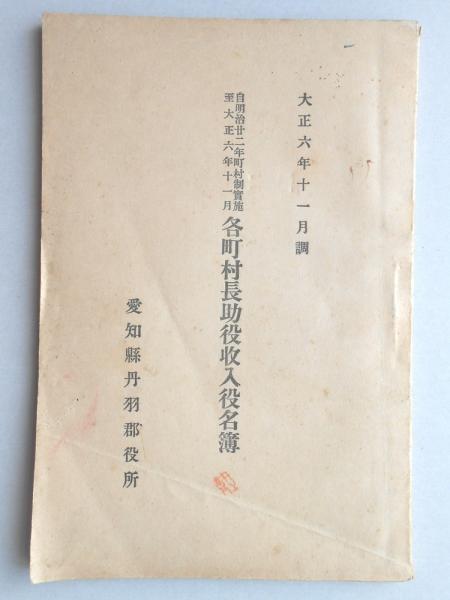 大正六年十一月調
自明治廿二年町村制實施
至大正六年十一月
各町村長助役收入役名簿
愛知縣丹羽郡役所